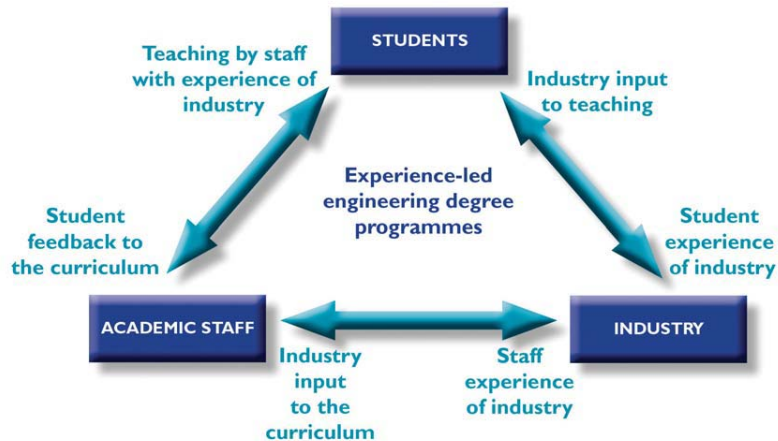 STUDENTS
Teaching by staff
with experience of
industry
Industry input
to teaching
Experience-led
engineering degree
programmes
Student
feedback to
the curriculum
Student
experience
of industry
ACADEMIC STAFF
INDUSTRY
Industry
input
to the
curriculum
Staff
experience
of industry